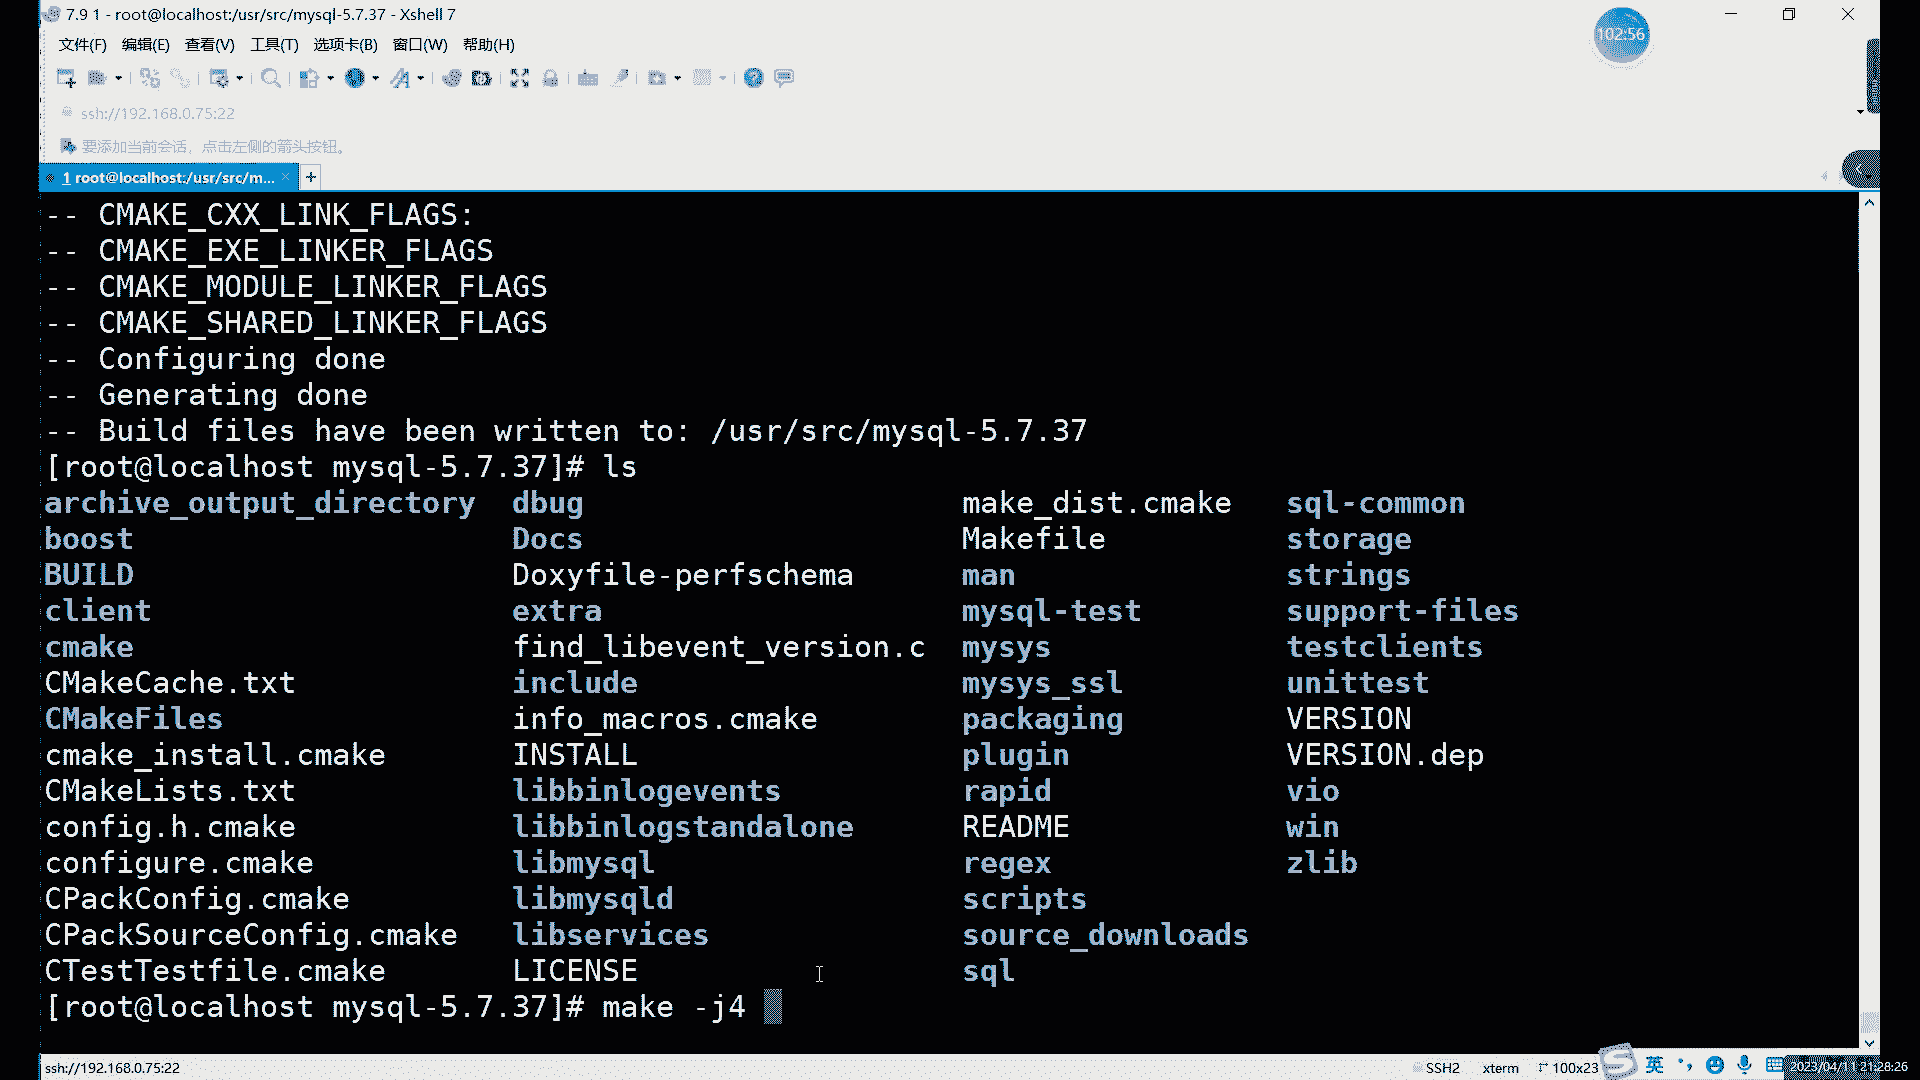 7.9 1 - root@localhost:/usr/src/mysql-5.7.37 - Xshell 7
102:56
文件(F) 编辑(E) 查看(V) 工具(T) 选项卡(B) 窗口(W) 帮助(H)
ssh://192.168.0.75:22
要添加当前会话，点击左侧的箭头按钮。
1 root@localhost:/usr/src/m... × +
-- CMAKE_CXX_LINK_FLAGS:
-- CMAKE_EXE_LINKER_FLAGS
-- CMAKE_MODULE_LINKER_FLAGS
-- CMAKE_SHARED_LINKER_FLAGS
-- Configuring done
-- Generating done
-- Build files have been written to: /usr/src/mysql-5.7.37
[root@localhost mysql-5.7.37]# ls
archive_output_directory dbug make_dist.cmake sql-common
boost Docs Makefile storage
BUILD Doxyfile-perfschema man strings
client extra mysql-test support-files
cmake find_libevent_version.c mysys testclients
CMakeCache.txt include mysys_ssl unittest
CMakeFiles info_macros.cmake packaging VERSION
cmake_install.cmake INSTALL plugin VERSION.dep
CMakeLists.txt libbinlogevents rapid vio
config.h.cmake libbinlogstandalone README win
configure.cmake libmysql regex zlib
CPackConfig.cmake libmysqld scripts
CPackSourceConfig.cmake libservices source_downloads
CTestTestfile.cmake LICENSE sql
[root@localhost mysql-5.7.37]# make -j4
ssh://192.168.0.75:22 SSH2 xterm 100x23 英 2023/04/11 21:28:26